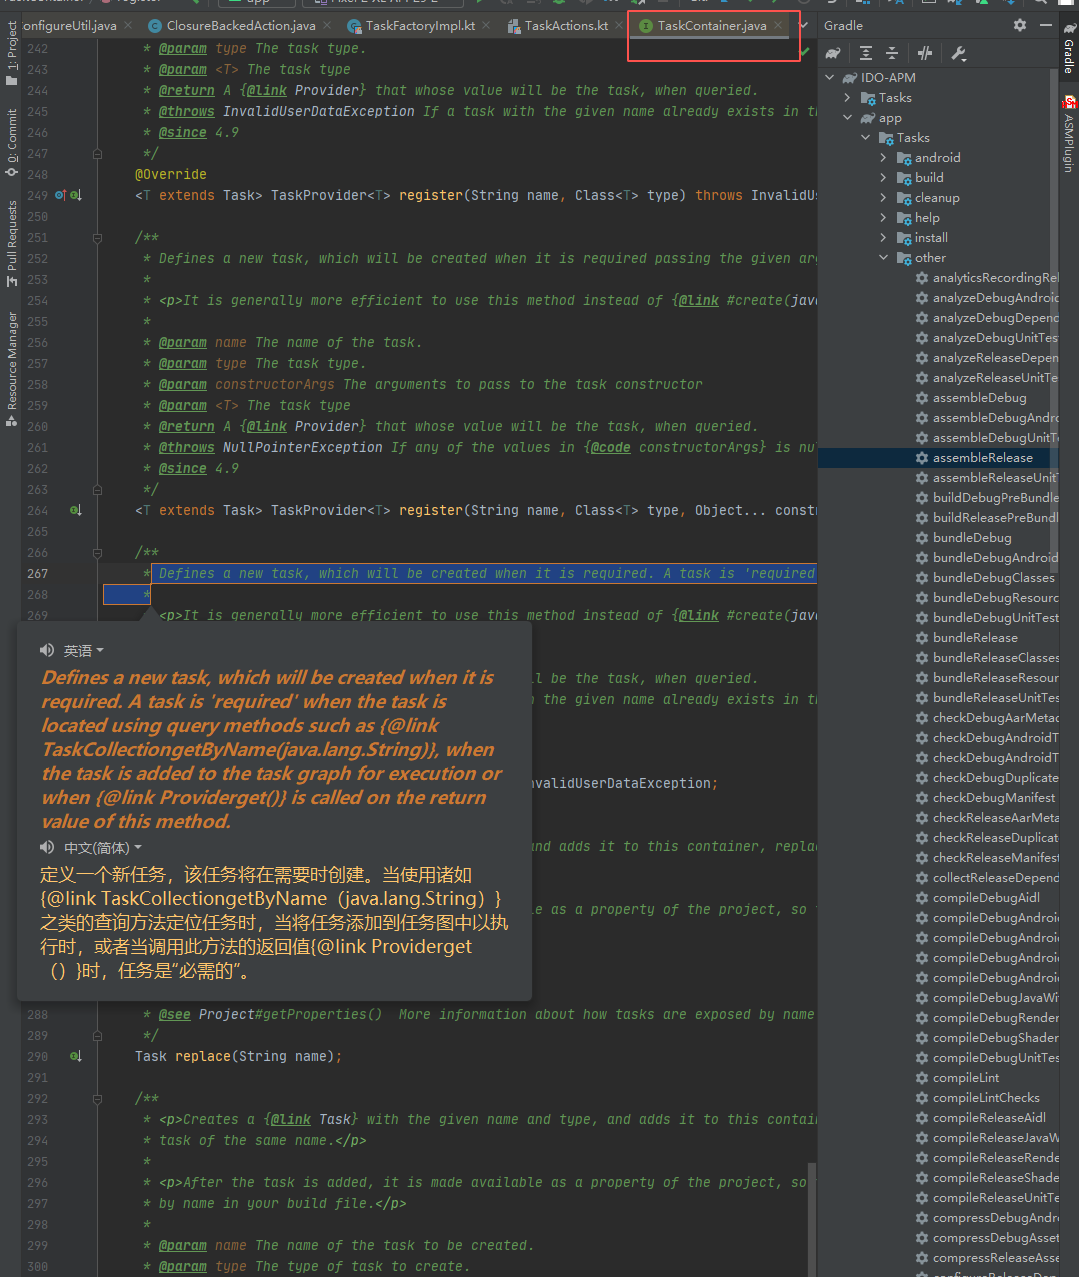 onfigureUtil.java
ClosureBackedAction.java
TaskFactoryImpl.kt
TaskActions.kt
TaskContainer.java
Gradle
1: Project
0: Commit
Pull Requests
Resource Manager
242 * @param type The task type.
243 * @param <T> The task type
244 * @return A {@link Provider} that whose value will be the task, when queried.
245 * @throws InvalidUserDataException If a task with the given name already exists in th
246 * @since 4.9
247 */
248 @Override
249 <T extends Task> TaskProvider<T> register(String name, Class<T> type) throws InvalidUs
250
251 /**
252 * Defines a new task, which will be created when it is required passing the given arg
253 *
254 * <p>It is generally more efficient to use this method instead of {@link #create(java
255 *
256 * @param name The name of the task.
257 * @param type The task type.
258 * @param constructorArgs The arguments to pass to the task constructor
259 * @param <T> The task type
260 * @return A {@link Provider} that whose value will be the task, when queried.
261 * @throws NullPointerException If any of the values in {@code constructorArgs} is nul
262 * @since 4.9
263 */
264 <T extends Task> TaskProvider<T> register(String name, Class<T> type, Object... constr
265
266 /**
267 * Defines a new task, which will be created when it is required. A task is 'required
268 *
269 * <p>It is generally more efficient to use this method instead of {@link #create(java
l be the task, when queried.
the given name already exists in th
nvalidUserDataException;
and adds it to this container, replac
le as a property of the project, so
英语
Defines a new task, which will be created when it is
required. A task is 'required' when the task is
located using query methods such as {@link
TaskCollectiongetByName(java.lang.String)}, when
the task is added to the task graph for execution or
when {@link Providerget()} is called on the return
value of this method.
中文(简体)
定义一个新任务，该任务将在需要时创建。当使用诸如
{@link TaskCollectiongetByName（java.lang.String）}
之类的查询方法定位任务时，当将任务添加到任务图中以执
行时，或者当调用此方法的返回值{@link Providerget
（）}时，任务是“必需的”。
288 * @see Project#getProperties() More information about how tasks are exposed by name
289 */
290 Task replace(String name);
291
292 /**
293 * <p>Creates a {@link Task} with the given name and type, and adds it to this contain
294 * task of the same name.</p>
295 *
296 * <p>After the task is added, it is made available as a property of the project, so
297 * by name in your build file.</p>
298 *
299 * @param name The name of the task to be created.
300 * @param type The type of task to create.
IDO-APM
Tasks
app
Tasks
android
build
cleanup
help
install
other
analyticsRecordingRel
analyzeDebugAndroid
analyzeDebugDepend
analyzeDebugUnitTest
analyzeReleaseDepen
analyzeReleaseUnitTe
assembleDebug
assembleDebugAndro
assembleDebugUnitT
assembleRelease
assembleReleaseUnitT
buildDebugPreBundle
buildReleasePreBundl
bundleDebug
bundleDebugAndroid
bundleDebugClasses
bundleDebugResourc
bundleDebugUnitTest
bundleRelease
bundleReleaseClasses
bundleReleaseResour
bundleReleaseUnitTes
checkDebugAarMetac
checkDebugAndroidT
checkDebugAndroidT
checkDebugDuplicate
checkDebugManifest
checkReleaseAarMeta
checkReleaseDuplicat
checkReleaseManifest
collectReleaseDepend
compileDebugAidl
compileDebugAndroi
compileDebugAndroi
compileDebugAndroi
compileDebugAndroi
compileDebugJavaWi
compileDebugRender
compileDebugShader
compileDebugUnitTes
compileLint
compileLintChecks
compileReleaseAidl
compileReleaseJavaW
compileReleaseRende
compileReleaseShade
compileReleaseUnitTe
compressDebugAndr
compressDebugAsset
compressReleaseAsse
Gradle
ASMPlugin